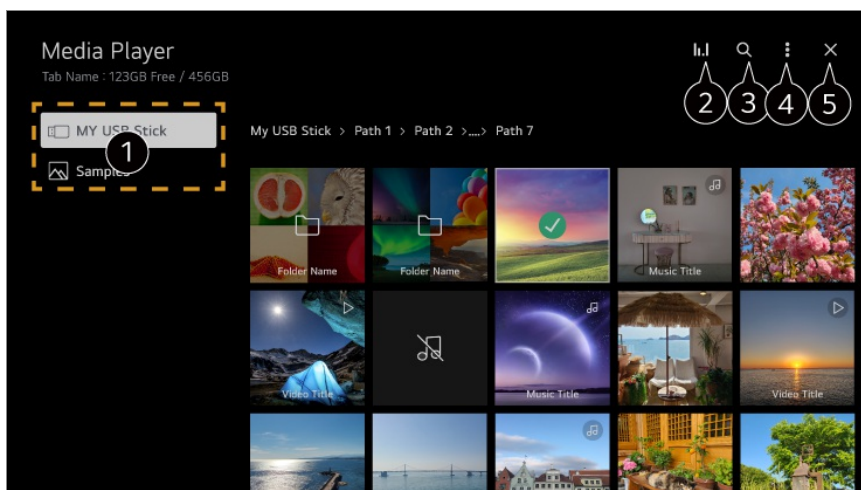 Media Player
Tab Name : 123GB Free / 456GB
2 3 4 5
MY USB Stick
1
Samples
My USB Stick > Path 1 > Path 2 >....> Path 7
Folder Name
Folder Name
Music Title
Video Title
Music Title
Video Title